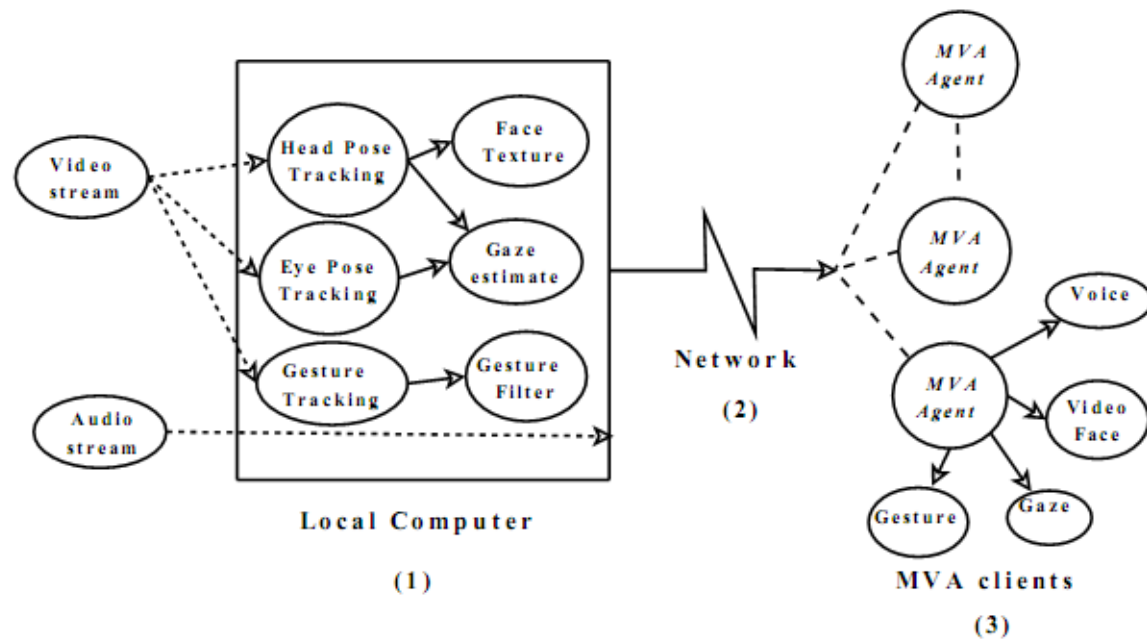 Video
stream
Audio
stream
Head Pose
Tracking
Face
Texture
Eye Pose
Tracking
Gaze
estimate
Gesture
Tracking
Gesture
Filter
Local Computer
(1)
Network
(2)
MVA
Agent
MVA
Agent
MVA
Agent
Voice
Video
Face
Gaze
Gesture
MVA clients
(3)